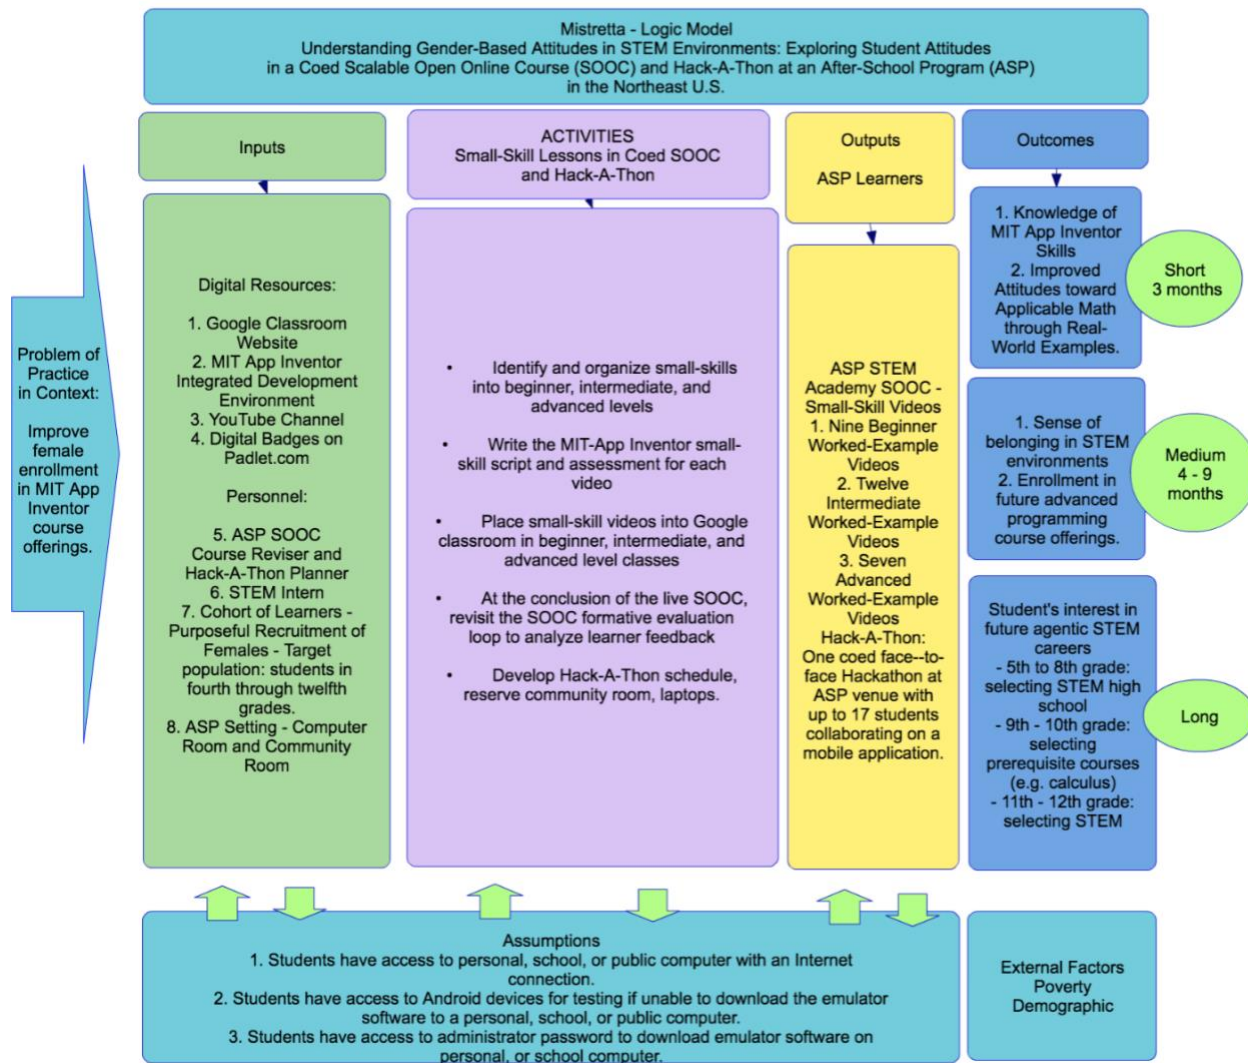 Mistretta - Logic Model
Understanding Gender-Based Attitudes in STEM Environments: Exploring Student Attitudes
in a Coed Scalable Open Online Course (SOOC) and Hack-A-Thon at an After-School Program (ASP)
in the Northeast U.S.
Problem of
Practice
in Context:
Improve
female
enrollment
in MIT App
Inventor
course
offerings.
Inputs
Digital Resources:
1. Google Classroom
Website
2. MIT App Inventor
Integrated Development
Environment
3. YouTube Channel
4. Digital Badges on
Padlet.com
Personnel:
5. ASP SOOC
Course Reviser and
Hack-A-Thon Planner
6. STEM Intern
7. Cohort of Learners -
Purposeful Recruitment of
Females - Target
population: students in
fourth through twelfth
grades.
8. ASP Setting - Computer
Room and Community
Room
ACTIVITIES
Small-Skill Lessons in Coed SOOC
and Hack-A-Thon
• Identify and organize small-skills
into beginner, intermediate, and
advanced levels
• Write the MIT-App Inventor small-
skill script and assessment for each
video
• Place small-skill videos into Google
classroom in beginner, intermediate, and
advanced level classes
• At the conclusion of the live SOOC,
revisit the SOOC formative evaluation
loop to analyze learner feedback
• Develop Hack-A-Thon schedule,
reserve community room, laptops.
Outputs
ASP Learners
ASP STEM
Academy SOOC -
Small-Skill Videos
1. Nine Beginner
Worked-Example
Videos
2. Twelve
Intermediate
Worked-Example
Videos
3. Seven
Advanced
Worked-Example
Videos
Hack-A-Thon:
One coed face--to-
face Hackathon at
ASP venue with
up to 17 students
collaborating on a
mobile application.
Outcomes
1. Knowledge of
MIT App Inventor
Skills
2. Improved
Attitudes toward
Applicable Math
through Real-
World Examples.
Short
3 months
1. Sense of
belonging in STEM
environments
2. Enrollment in
future advanced
programming
course offerings.
Medium
4 - 9
months
Student's interest in
future agentic STEM
careers
- 5th to 8th grade:
selecting STEM high
school
- 9th - 10th grade:
selecting
prerequisite courses
(e.g. calculus)
- 11th - 12th grade:
selecting STEM
Long
Assumptions
1. Students have access to personal, school, or public computer with an Internet
connection.
2. Students have access to Android devices for testing if unable to download the emulator
software to a personal, school, or public computer.
3. Students have access to administrator password to download emulator software on
personal, or school computer.
External Factors
Poverty
Demographic